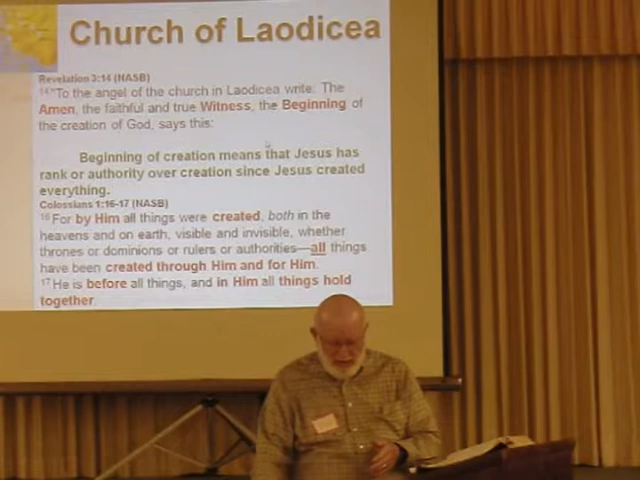 Church of Laodicea
Revelation 3:14 (NASB)
14 "To the angel of the church in Laodicea write: The
Amen, the faithful and true Witness, the Beginning of
the creation of God, says this:
Beginning of creation means that Jesus has
rank or authority over creation since Jesus created
everything.
Colossians 1:16-17 (NASB)
16 For by Him all things were created, both in the
heavens and on earth, visible and invisible, whether
thrones or dominions or rulers or authorities—all things
have been created through Him and for Him.
17 He is before all things, and in Him all things hold
together.